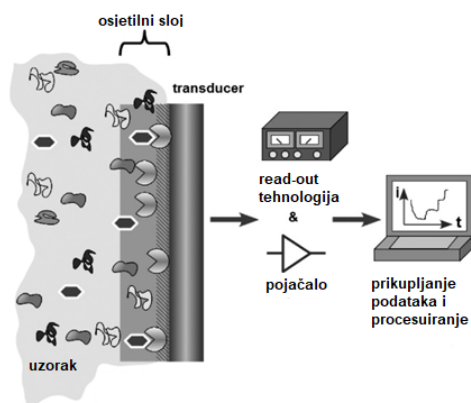 osjetilni sloj
transducer
read-out
tehnologija
&
pojačalo
i
t
prikupljanje
podataka i
procesuiranje
uzorak